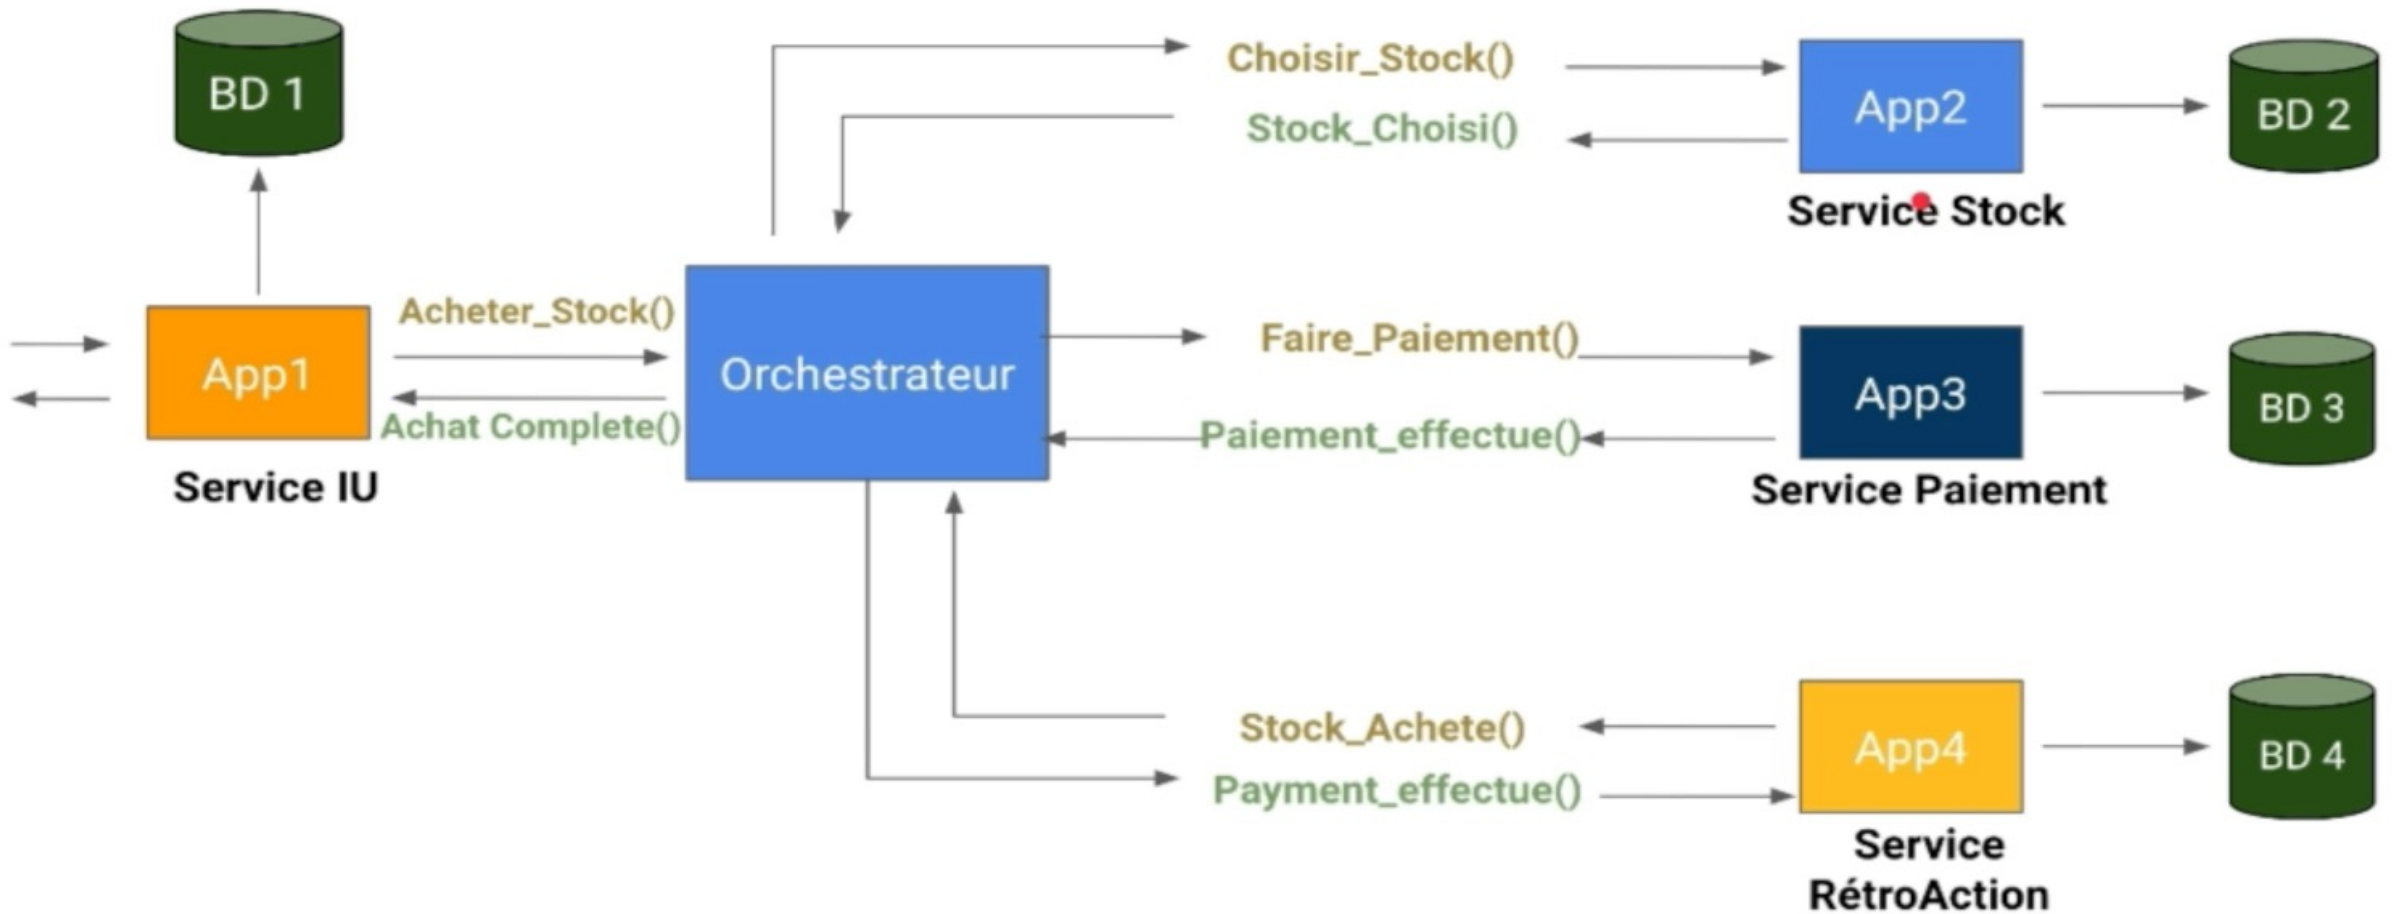 BD 1
Choisir_Stock()
Stock_Choisi()
App2
BD 2
Service Stock
Acheter_Stock()
App1
Achat Complete()
Service IU
Orchestrateur
Faire_Paiement()
Paiement_effectue()
App3
BD 3
Service Paiement
Stock_Achete()
Payment_effectue()
App4
BD 4
Service
RétroAction